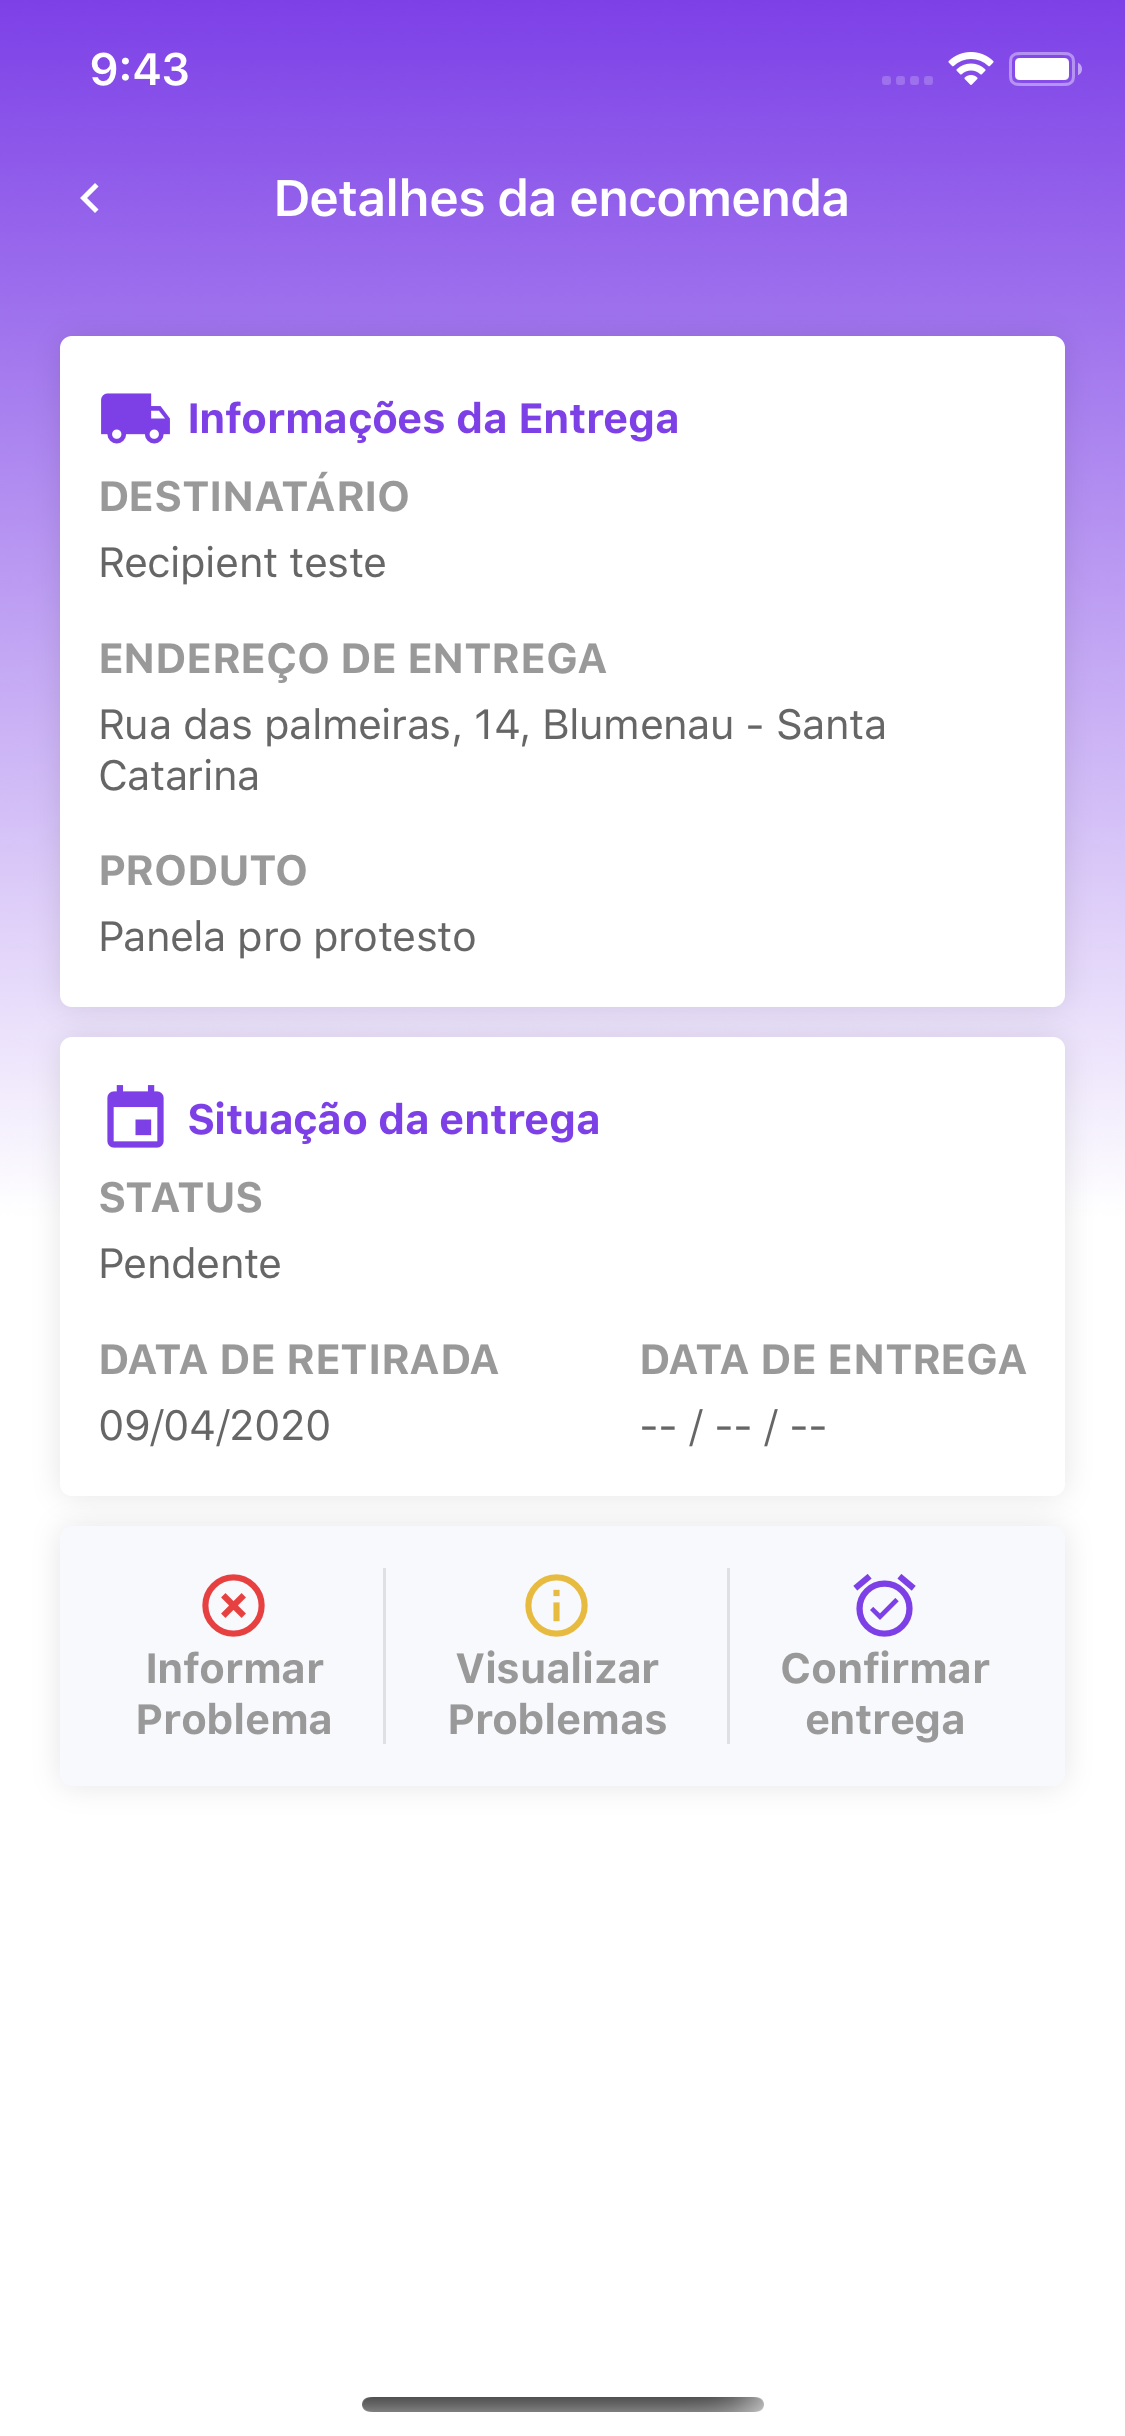 9:43
Detalhes da encomenda
Informações da Entrega
DESTINATÁRIO
Recipient teste
ENDEREÇO DE ENTREGA
Rua das palmeiras, 14, Blumenau - Santa
Catarina
PRODUTO
Panela pro protesto
Situação da entrega
STATUS
Pendente
DATA DE RETIRADA
DATA DE ENTREGA
09/04/2020
-- / -- / --
Informar
Problema
Visualizar
Problemas
Confirmar
entrega